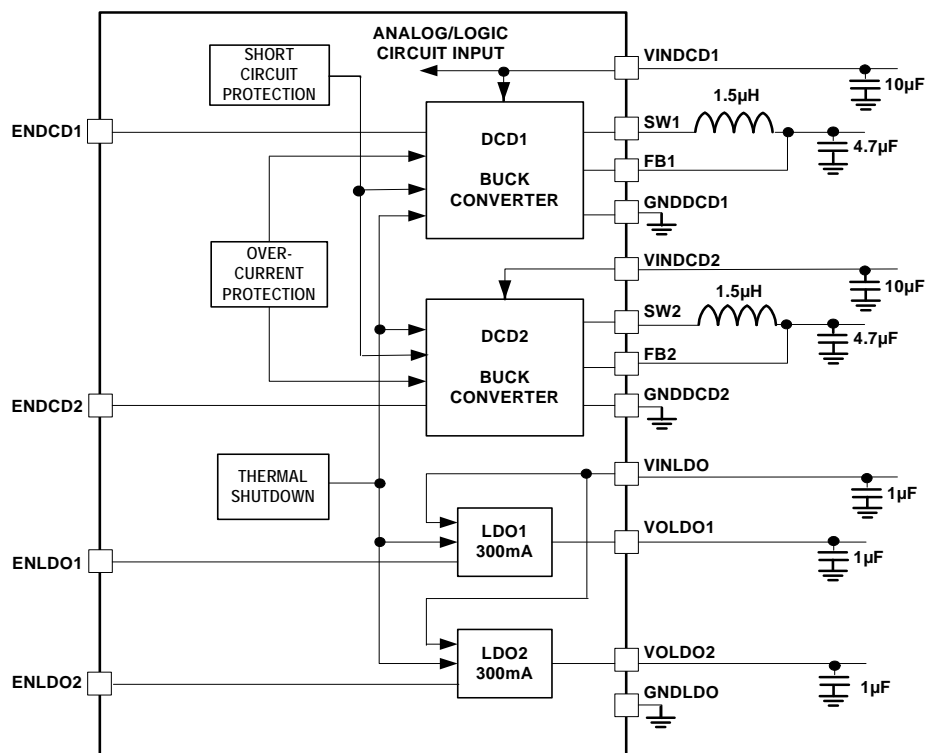 ANALOG/LOGIC
CIRCUIT INPUT
SHORT
CIRCUIT
PROTECTION
VINDCD1
10µF
1.5µH
ENDCD1
SW1
4.7µF
DCD1
BUCK
CONVERTER
FB1
GNDDCD1
OVER-
CURRENT
PROTECTION
VINDCD2
10µF
1.5µH
SW2
4.7µF
DCD2
BUCK
CONVERTER
FB2
GNDDCD2
ENDCD2
THERMAL
SHUTDOWN
VINLDO
1µF
LDO1
300mA
VOLDO1
1µF
ENLDO1
LDO2
300mA
VOLDO2
1µF
ENLDO2
GNDLDO